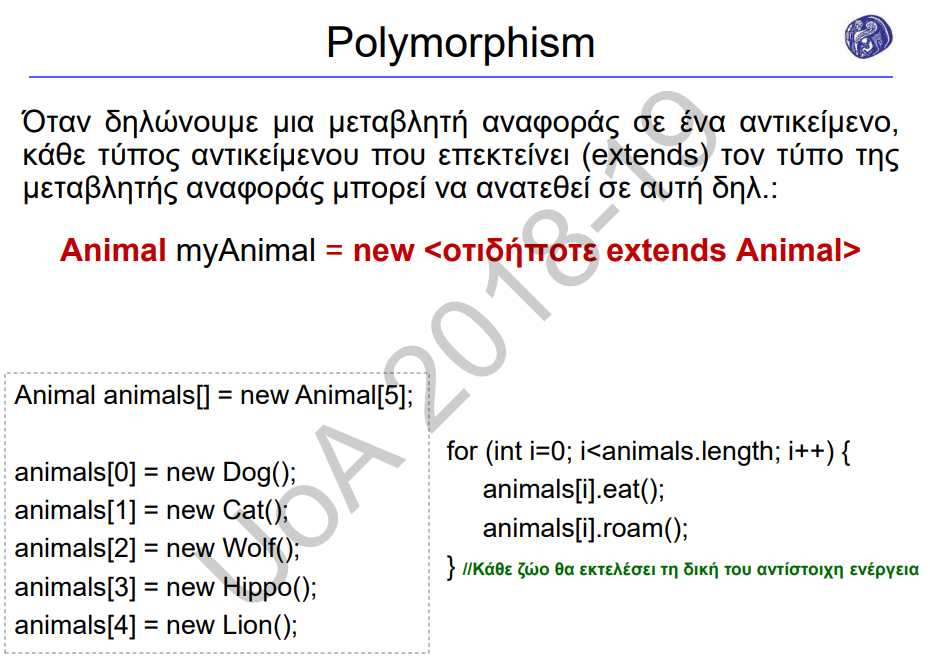 Polymorphism
Όταν δηλώνουμε μια μεταβλητή αναφοράς σε ένα αντικείμενο,
κάθε τύπος αντικείμενου που επεκτείνει (extends) τον τύπο της
μεταβλητής αναφοράς μπορεί να ανατεθεί σε αυτή δηλ.:
Animal myAnimal = new <οτιδήποτε extends Animal>
Animal animals[] = new Animal[5];
animals[0] = new Dog();
animals[1] = new Cat();
animals[2] = new Wolf();
animals[3] = new Hippo();
animals[4] = new Lion();
for (int i=0; i<animals.length; i++) {
animals[i].eat();
animals[i].roam();
} //Κάθε ζώο θα εκτελέσει τη δική του αντίστοιχη ενέργεια
UoA 2018-19